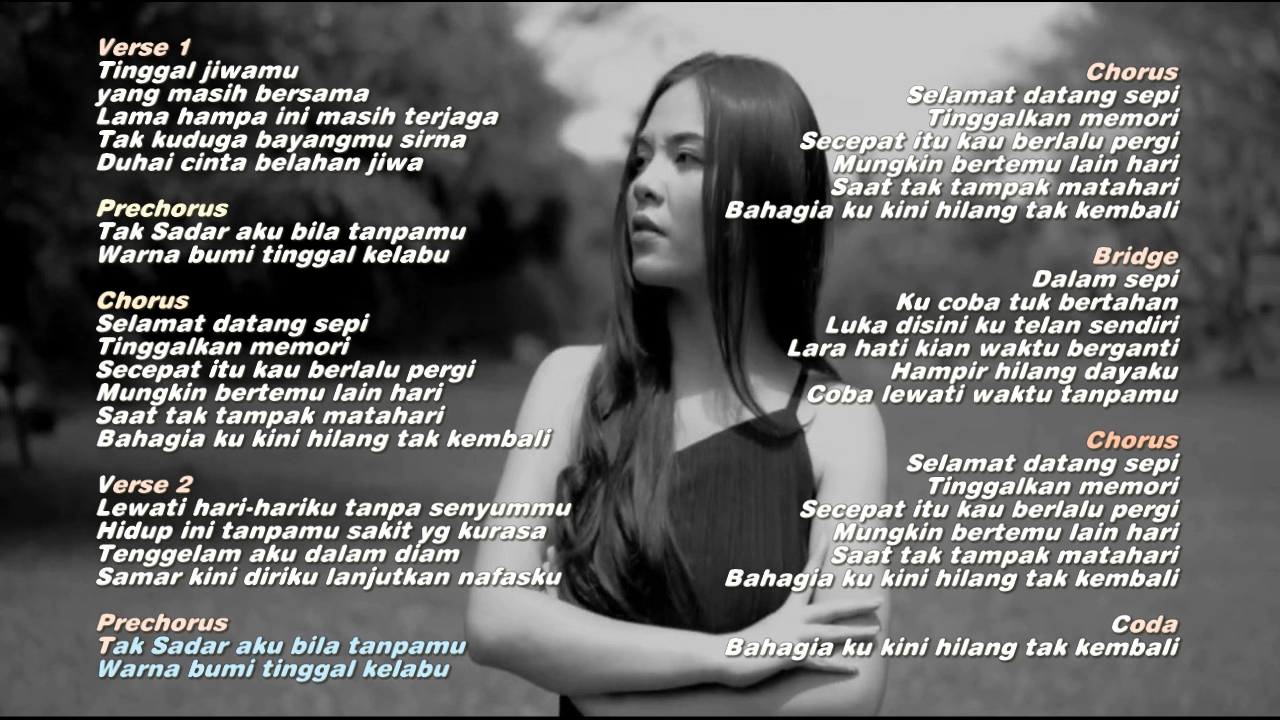 Verse 1
Tinggal jiwamu
yang masih bersama
Lama hampa ini masih terjaga
Tak kuduga bayangmu sirna
Duhai cinta belahan jiwa
Prechorus
Tak Sadar aku bila tanpamu
Warna bumi tinggal kelabu
Chorus
Selamat datang sepi
Tinggalkan memori
Secepat itu kau berlalu pergi
Mungkin bertemu lain hari
Saat tak tampak matahari
Bahagia ku kini hilang tak kembali
Verse 2
Lewati hari-hariku tanpa senyummu
Hidup ini tanpamu sakit yg kurasa
Tenggelam aku dalam diam
Samar kini diriku lanjutkan nafasku
Prechorus
Tak Sadar aku bila tanpamu
Warna bumi tinggal kelabu
Chorus
Selamat datang sepi
Tinggalkan memori
Secepat itu kau berlalu pergi
Mungkin bertemu lain hari
Saat tak tampak matahari
Bahagia ku kini hilang tak kembali
Bridge
Dalam sepi
Ku coba tuk bertahan
Luka disini ku telan sendiri
Lara hati kian waktu berganti
Hampir hilang dayaku
Coba lewati waktu tanpamu
Chorus
Selamat datang sepi
Tinggalkan memori
Secepat itu kau berlalu pergi
Mungkin bertemu lain hari
Saat tak tampak matahari
Bahagia ku kini hilang tak kembali
Coda
Bahagia ku kini hilang tak kembali